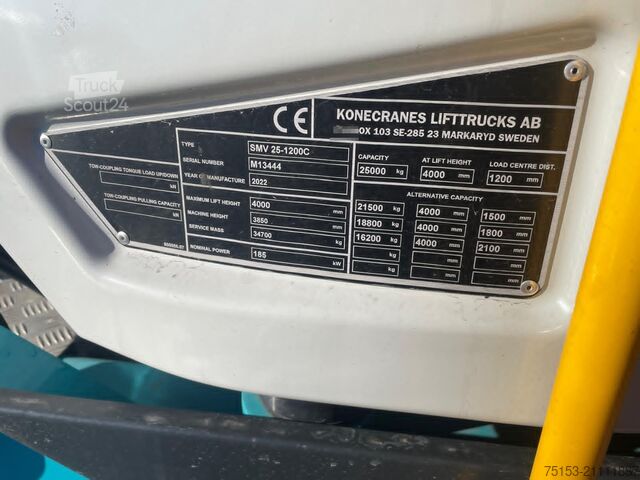 Truck
Scout24
CE
KONECRANES LIFTTRUCKS AB
OX 103 SE-285 23 MARKARYD SWEDEN
TYPE SMV 25-1200C
SERIAL NUMBER M13444
YEAR OF MANUFACTURE 2022
CAPACITY AT LIFT HEIGHT LOAD CENTRE DIST.
25000 kg 4000 mm 1200 mm
TOW-COUPLING TONGUE LOAD UP/DOWN
kN
TOW-COUPLING PULLING CAPACITY
kN
MAXIMUM LIFT HEIGHT 4000 mm
MACHINE HEIGHT 3850 mm
SERVICE MASS 34700 kg
NOMINAL POWER 185 kW
ALTERNATIVE CAPACITY
21500 kg 4000 mm 1500 mm
18800 kg 4000 mm 1800 mm
16200 kg 4000 mm 2100 mm
kg mm mm
kg mm mm